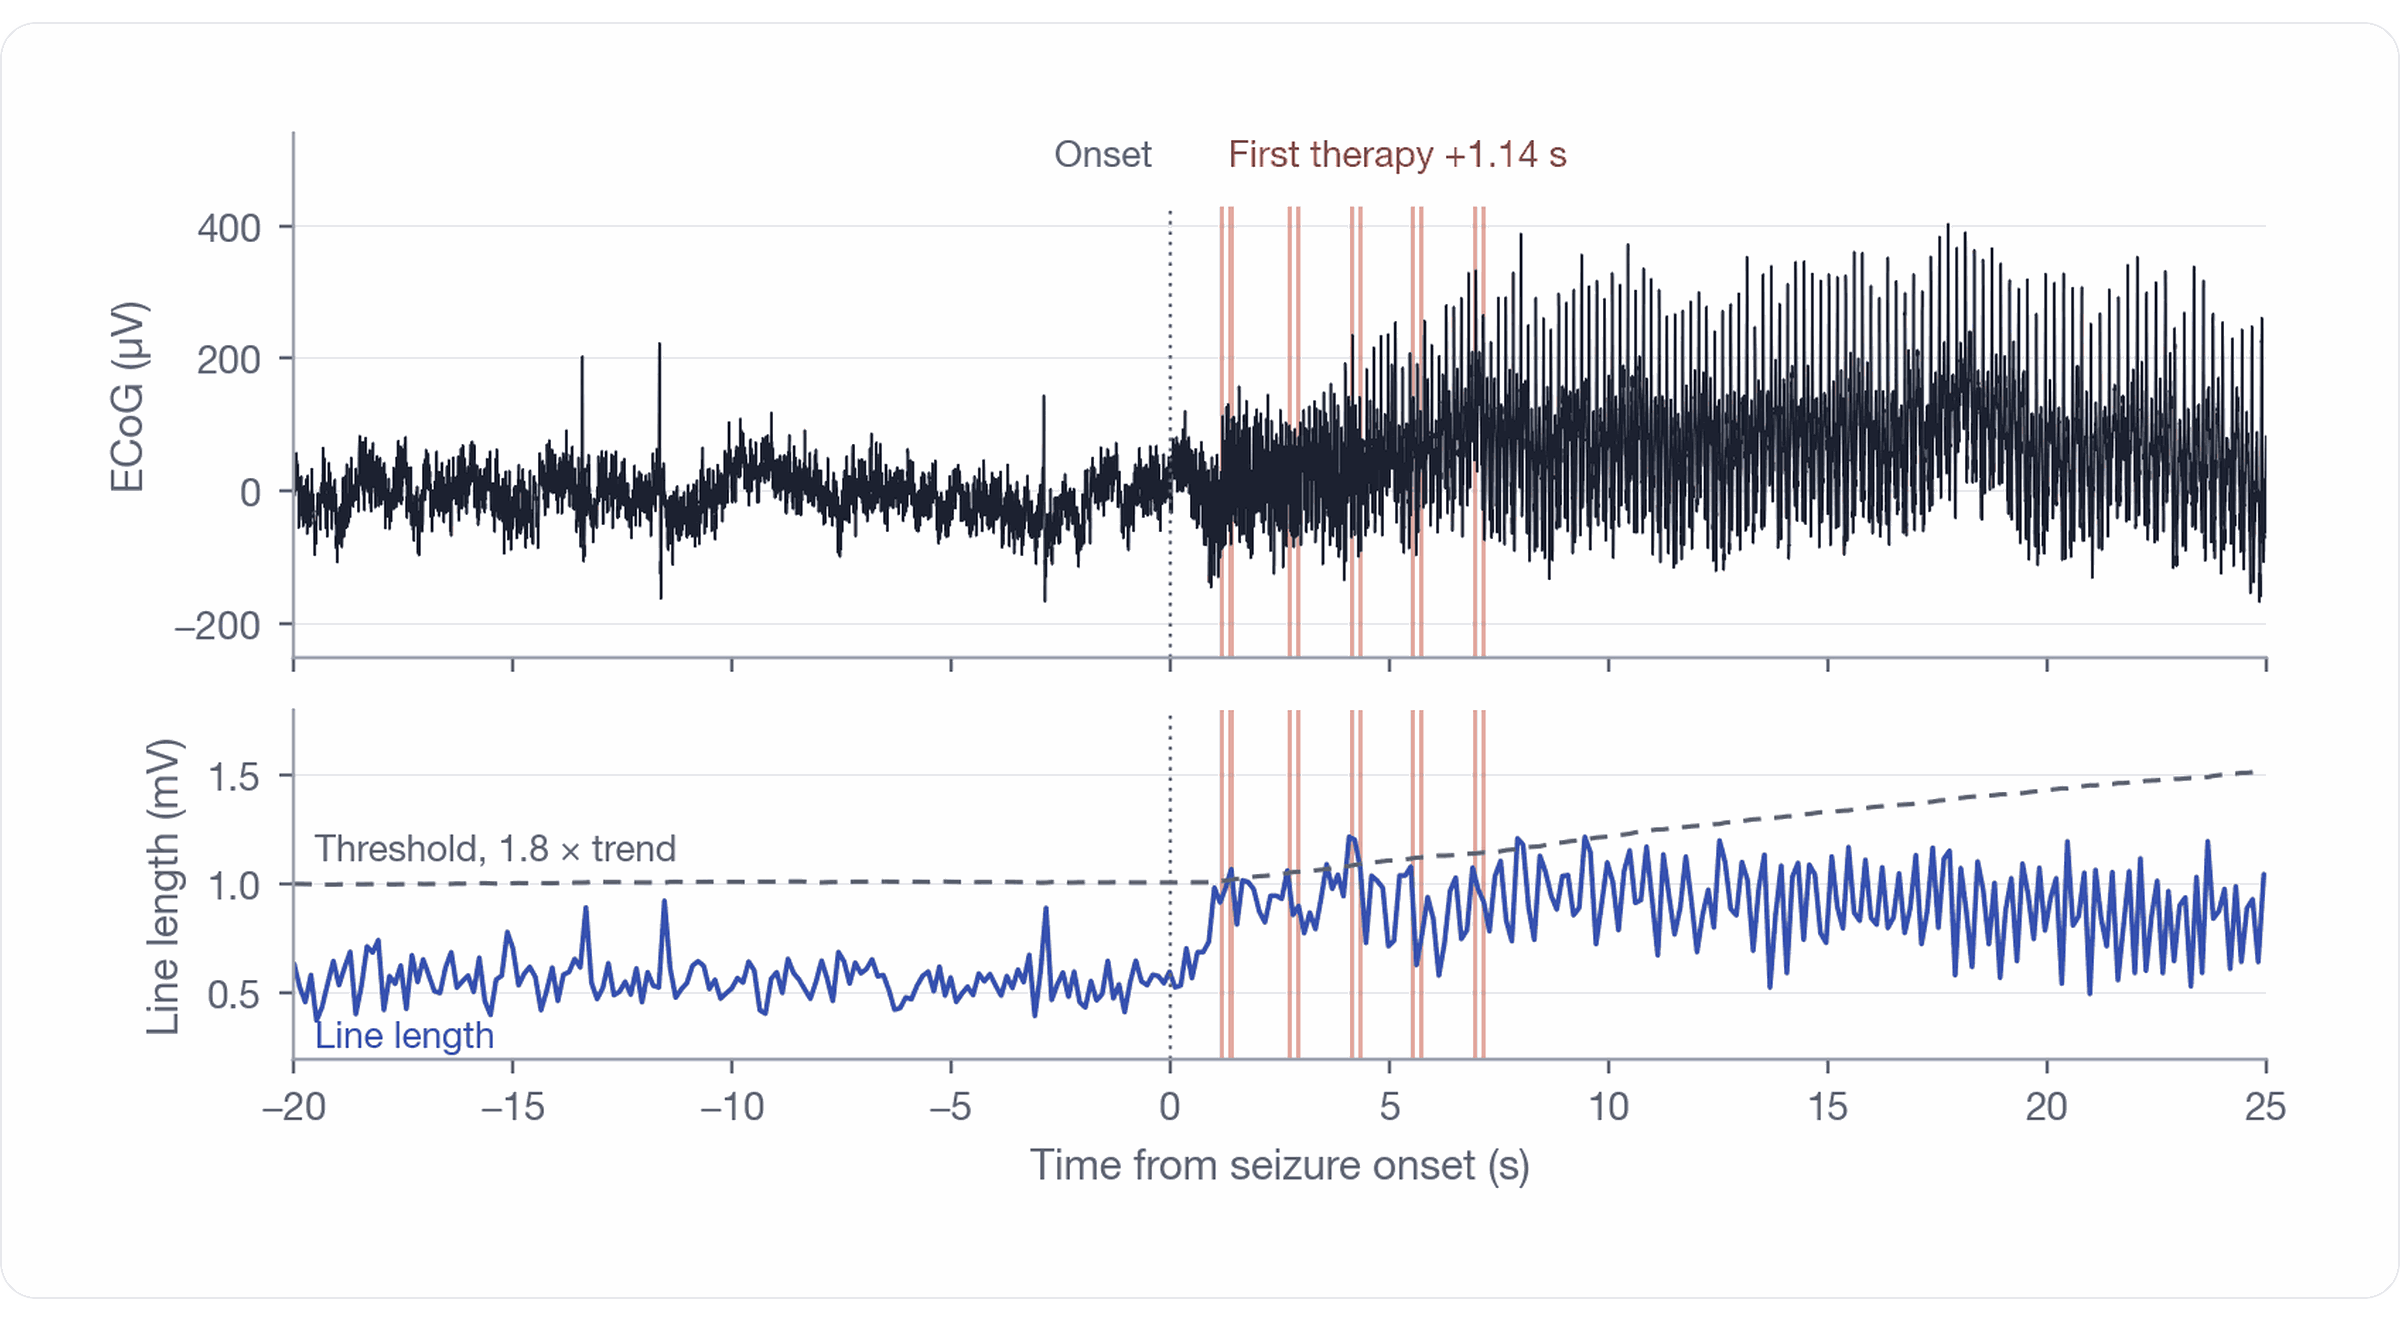 Onset
First therapy +1.14 s
ECoG (µV)
400
200
0
−200
Line length (mV)
1.5
1.0
0.5
Threshold, 1.8 × trend
Line length
−20 −15 −10 −5 0 5 10 15 20 25
Time from seizure onset (s)